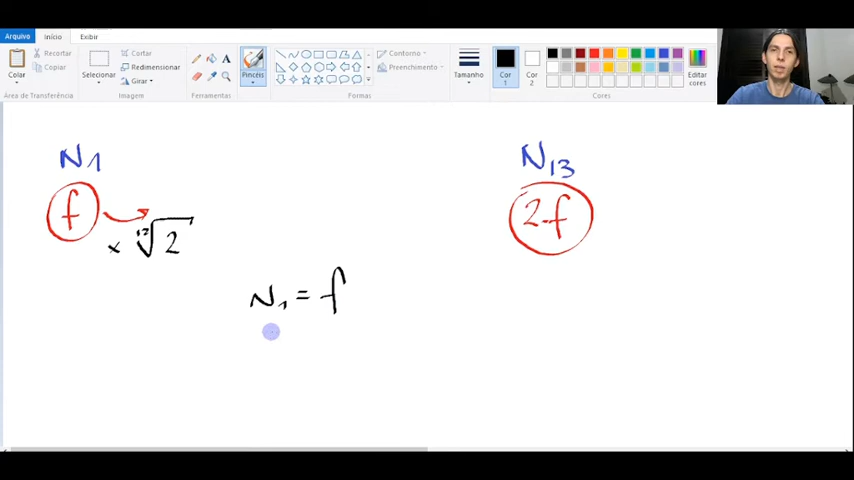 Arquivo Início Exibir
Colar
Recortar
Copiar
Área de Transferência
Selecionar
Cortar
Redimensionar
Girar
Imagem
A
Ferramentas
Pincéis
Contorno
Preenchimento
Formas
Tamanho
Cor 1
Cor 2
Editar cores
Cores
N1
N13
f
2.f
x ¹²√2
N1 = f